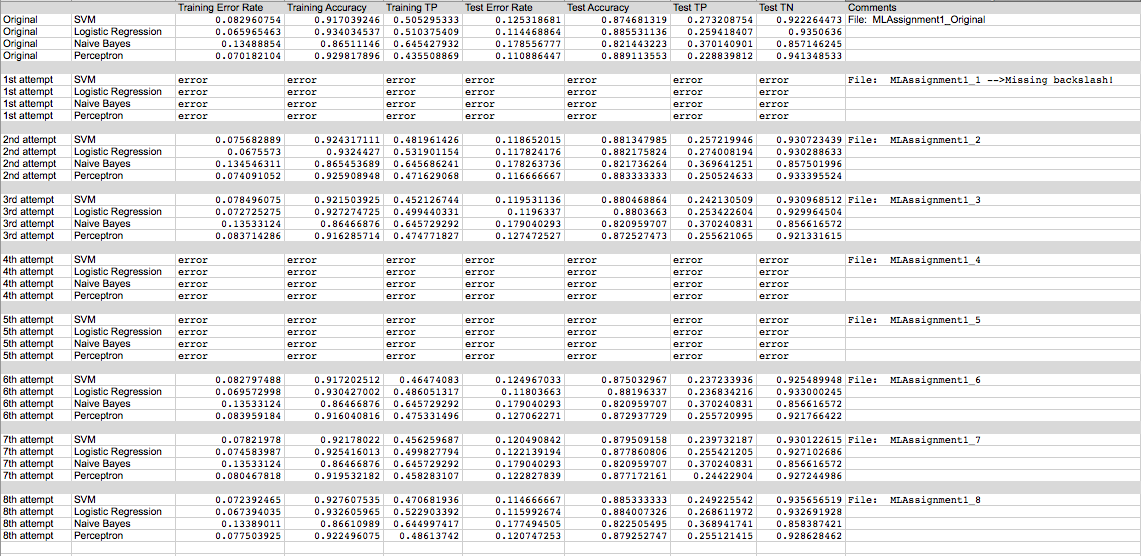 Training Error Rate Training Accuracy Training TP Test Error Rate Test Accuracy Test TP Test TN Comments
Original SVM 0.082960754 0.917039246 0.505295333 0.125318681 0.874681319 0.273208754 0.922264473 File: MLAssignment1_Original
Original Logistic Regression 0.065965463 0.934034537 0.510375409 0.114468864 0.885531136 0.259418407 0.9350636
Original Naive Bayes 0.13488854 0.86511146 0.645427932 0.178556777 0.821443223 0.370140901 0.857146245
Original Perceptron 0.070182104 0.929817896 0.435508869 0.110886447 0.889113553 0.228839812 0.941348533
1st attempt SVM error error error error error error error File: MLAssignment1_1 -->Missing backslash!
1st attempt Logistic Regression error error error error error error error
1st attempt Naive Bayes error error error error error error error
1st attempt Perceptron error error error error error error error
2nd attempt SVM 0.075682889 0.924317111 0.481961426 0.118652015 0.881347985 0.257219946 0.930723439 File: MLAssignment1_2
2nd attempt Logistic Regression 0.0675573 0.9324427 0.531901154 0.117824176 0.882175824 0.274008194 0.930288633
2nd attempt Naive Bayes 0.134546311 0.865453689 0.645686241 0.178263736 0.821736264 0.369641251 0.857501996
2nd attempt Perceptron 0.074091052 0.925908948 0.471629068 0.116666667 0.883333333 0.250524633 0.933395524
3rd attempt SVM 0.078496075 0.921503925 0.452126744 0.119531136 0.880468864 0.242130509 0.930968512 File: MLAssignment1_3
3rd attempt Logistic Regression 0.072725275 0.927274725 0.499440331 0.1196337 0.8803663 0.253422604 0.929964504
3rd attempt Naive Bayes 0.13533124 0.86466876 0.645729292 0.179040293 0.820959707 0.370240831 0.856616572
3rd attempt Perceptron 0.083714286 0.916285714 0.474771827 0.127472527 0.872527473 0.255621065 0.921331615
4th attempt SVM error error error error error error error File: MLAssignment1_4
4th attempt Logistic Regression error error error error error error error
4th attempt Naive Bayes error error error error error error error
4th attempt Perceptron error error error error error error error
5th attempt SVM error error error error error error error File: MLAssignment1_5
5th attempt Logistic Regression error error error error error error error
5th attempt Naive Bayes error error error error error error error
5th attempt Perceptron error error error error error error error
6th attempt SVM 0.082797488 0.917202512 0.46474083 0.124967033 0.875032967 0.237233936 0.925489948 File: MLAssignment1_6
6th attempt Logistic Regression 0.069572998 0.930427002 0.486051317 0.11803663 0.88196337 0.236834216 0.933000245
6th attempt Naive Bayes 0.13533124 0.86466876 0.645729292 0.179040293 0.820959707 0.370240831 0.856616572
6th attempt Perceptron 0.083959184 0.916040816 0.475331496 0.127062271 0.872937729 0.255720995 0.921766422
7th attempt SVM 0.07821978 0.92178022 0.456259687 0.120490842 0.879509158 0.239732187 0.930122615 File: MLAssignment1_7
7th attempt Logistic Regression 0.074583987 0.925416013 0.499827794 0.122139194 0.877860806 0.255421205 0.927102686
7th attempt Naive Bayes 0.13533124 0.86466876 0.645729292 0.179040293 0.820959707 0.370240831 0.856616572
7th attempt Perceptron 0.080467818 0.919532182 0.458283107 0.122827839 0.877172161 0.24422904 0.927244986
8th attempt SVM 0.072392465 0.927607535 0.470681936 0.114666667 0.885333333 0.249225542 0.935656519 File: MLAssignment1_8
8th attempt Logistic Regression 0.067394035 0.932605965 0.522903392 0.115992674 0.884007326 0.268611972 0.932691928
8th attempt Naive Bayes 0.13389011 0.86610989 0.644997417 0.177494505 0.822505495 0.368941741 0.858387421
8th attempt Perceptron 0.077503925 0.922496075 0.48613742 0.120747253 0.879252747 0.255121415 0.928628462